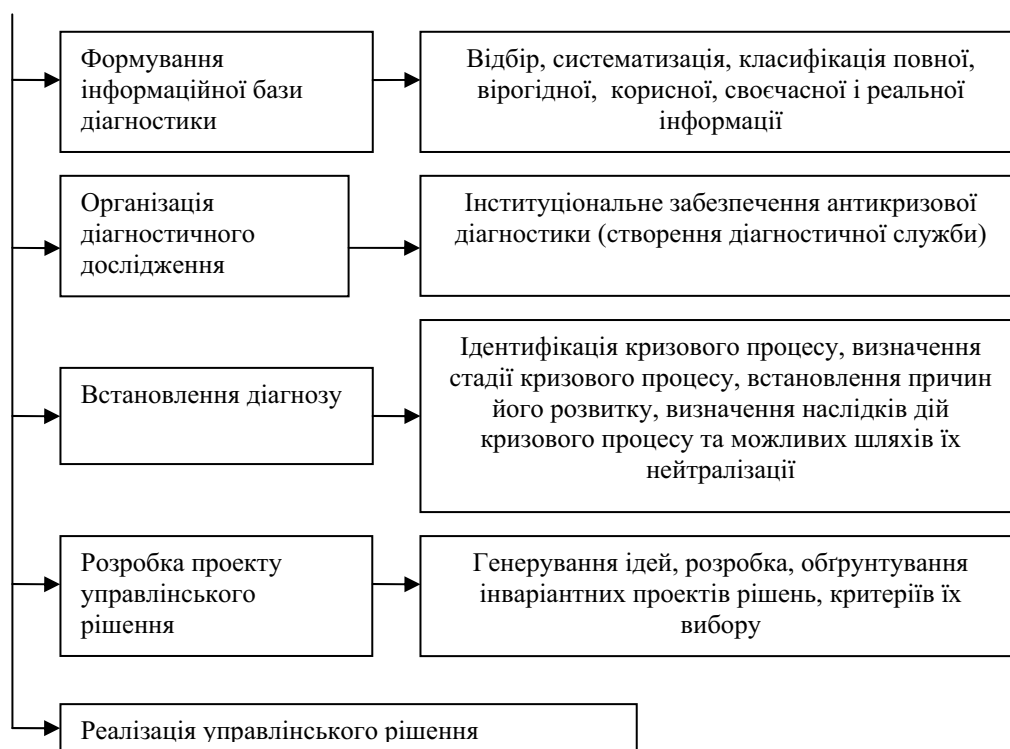 Формування
інформаційної бази
діагностики
Відбір, систематизація, класифікація повної,
вірогідної, корисної, своєчасної і реальної
інформації
Організація
діагностичного
дослідження
Інституціональне забезпечення антикризової
діагностики (створення діагностичної служби)
Встановлення діагнозу
Ідентифікація кризового процесу, визначення
стадії кризового процесу, встановлення причин
його розвитку, визначення наслідків дій
кризового процесу та можливих шляхів їх
нейтралізації
Розробка проекту
управлінського
рішення
Генерування ідей, розробка, обґрунтування
інваріантних проектів рішень, критеріїв їх
вибору
Реалізація управлінського рішення